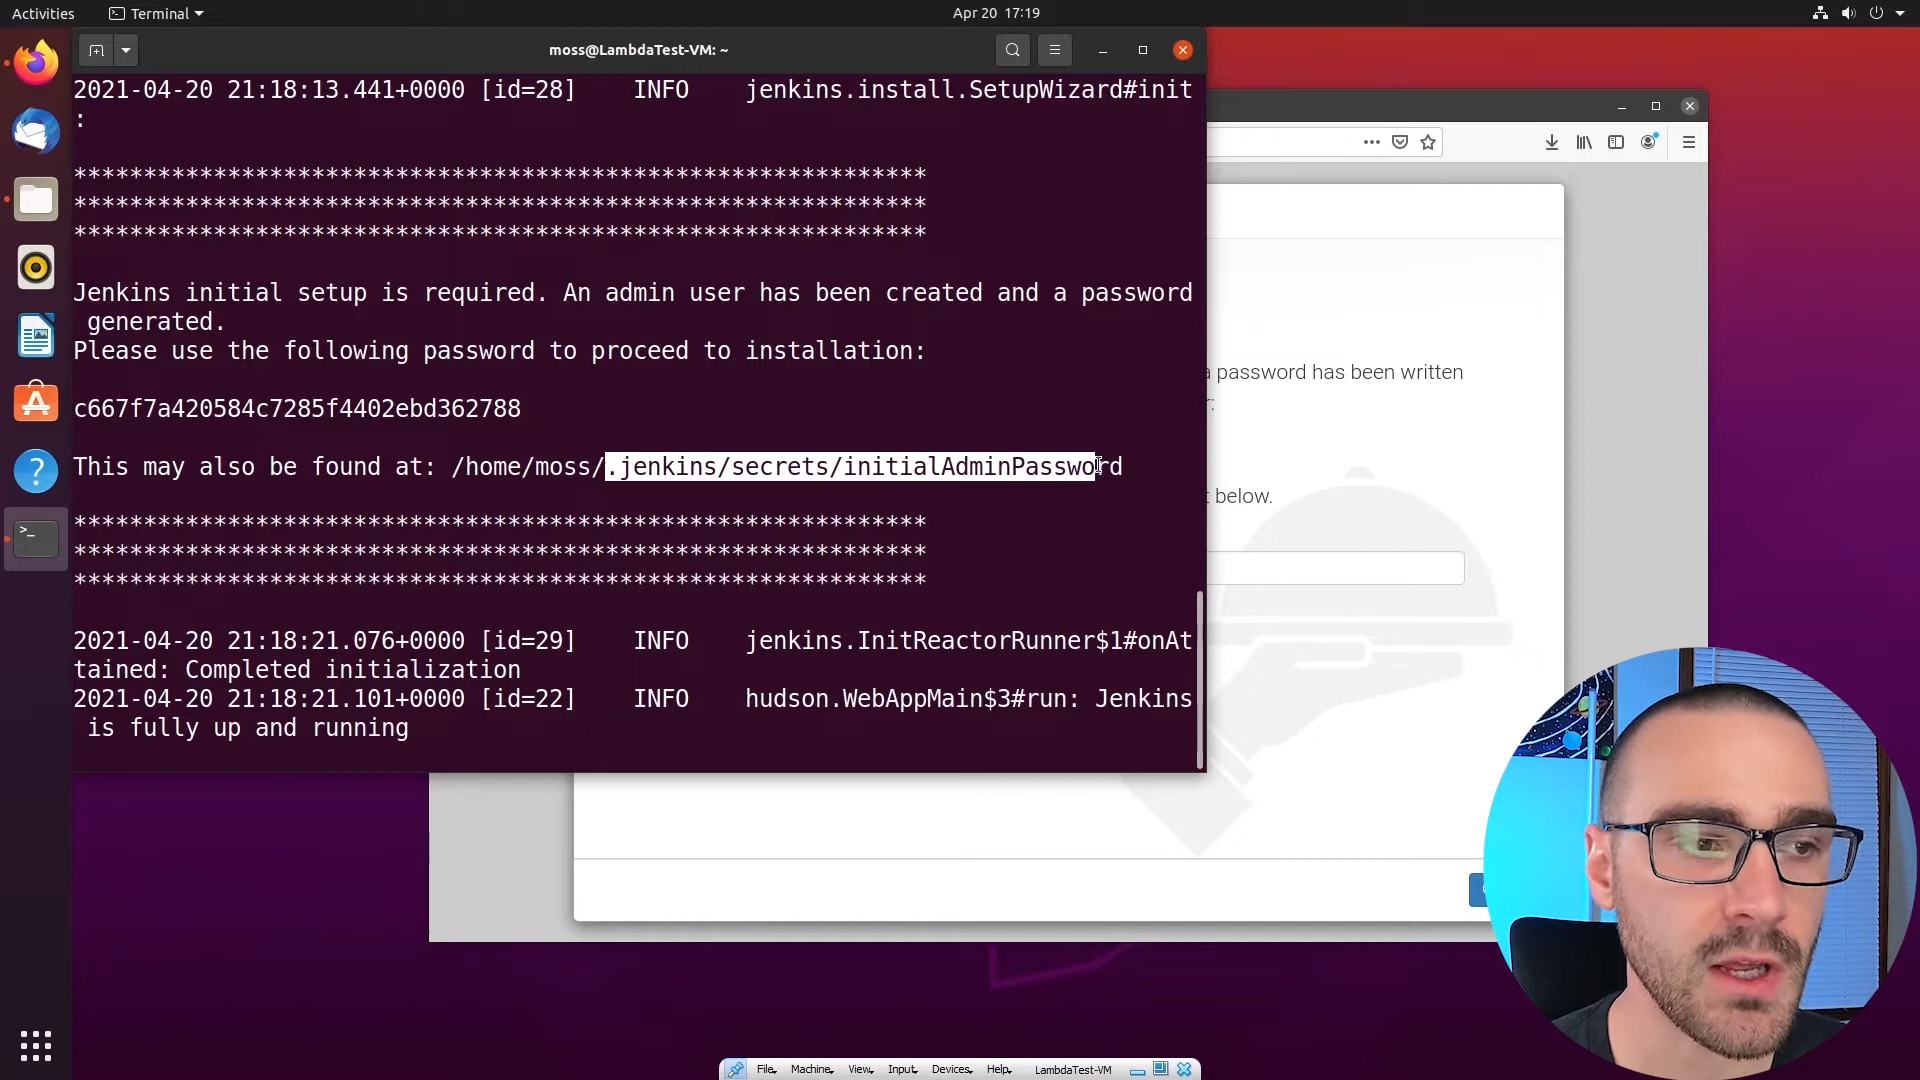 Activities
Terminal
Apr 20 17:19
moss@LambdaTest-VM: ~
2021-04-20 21:18:13.441+0000 [id=28]    INFO    jenkins.install.SetupWizard#init
:
*************************************************************
*************************************************************
*************************************************************
Jenkins initial setup is required. An admin user has been created and a password
generated.
Please use the following password to proceed to installation:
c667f7a420584c7285f4402ebd362788
This may also be found at: /home/moss/.jenkins/secrets/initialAdminPassword
*************************************************************
*************************************************************
*************************************************************
2021-04-20 21:18:21.076+0000 [id=29]    INFO    jenkins.InitReactorRunner$1#onAt
tained: Completed initialization
2021-04-20 21:18:21.101+0000 [id=22]    INFO    hudson.WebAppMain$3#run: Jenkins
is fully up and running
a password has been written
r:
t below.
File
Machine
View
Input
Devices
Help
LambdaTest-VM